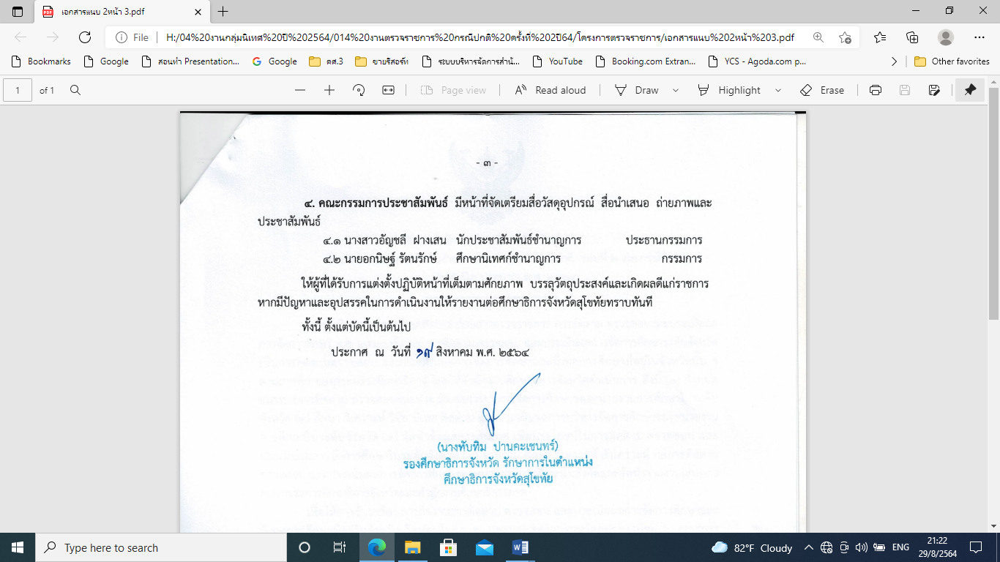 เอกสารแนบ 2หน้า 3.pdf
File
H:/04%20งานกลุ่มนิเทศ%20ปี%202564/014%20งานตรวจราชการ%20กรณีปกติ%20ครั้งที่%202ปี64/โครงการตรวจราชการ/เอกสารแนบ%202หน้า%203.pdf
Bookmarks Google สอนทำ Presentation... Google ดศ.3 ขายรีสอร์ท ระบบบริหารจัดการสำนั... YouTube Booking.com Extran... YCS - Agoda.com p... Other favorites
1 of 1 Page view Read aloud Draw Highlight Erase
- ๓ -
๔. คณะกรรมการประชาสัมพันธ์ มีหน้าที่จัดเตรียมสื่อวัสดุอุปกรณ์ สื่อนำเสนอ ถ่ายภาพและ
ประชาสัมพันธ์
๔.๑ นางสาวอัญชลี ฝางเสน นักประชาสัมพันธ์ชำนาญการ ประธานกรรมการ
๔.๒ นายอกนิษฐ์ รัตนรักษ์ ศึกษานิเทศก์ชำนาญการ กรรมการ
ให้ผู้ที่ได้รับการแต่งตั้งปฏิบัติหน้าที่เต็มตามศักยภาพ บรรลุวัตถุประสงค์และเกิดผลดีแก่ราชการ
หากมีปัญหาและอุปสรรคในการดำเนินงานให้รายงานต่อศึกษาธิการจังหวัดสุโขทัยทราบทันที
ทั้งนี้ ตั้งแต่บัดนี้เป็นต้นไป
ประกาศ ณ วันที่ ๑๙ สิงหาคม พ.ศ. ๒๕๖๔
(นางทับทิม ปานคะเชนทร์)
รองศึกษาธิการจังหวัด รักษาการในตำแหน่ง
ศึกษาธิการจังหวัดสุโขทัย
Type here to search
82°F Cloudy ENG
21:22
29/8/2564